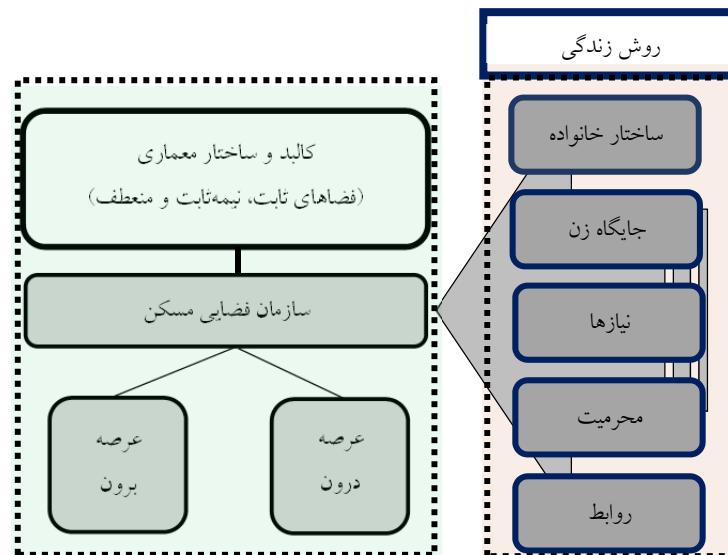 روش زندگی
ساختار خانواده
جایگاه زن
نیازها
محرمیت
روابط
کالبد و ساختار معماری
(فضاهای ثابت، نیمه‌ثابت و منعطف)
سازمان فضایی مسکن
عرصه
درون
عرصه
برون